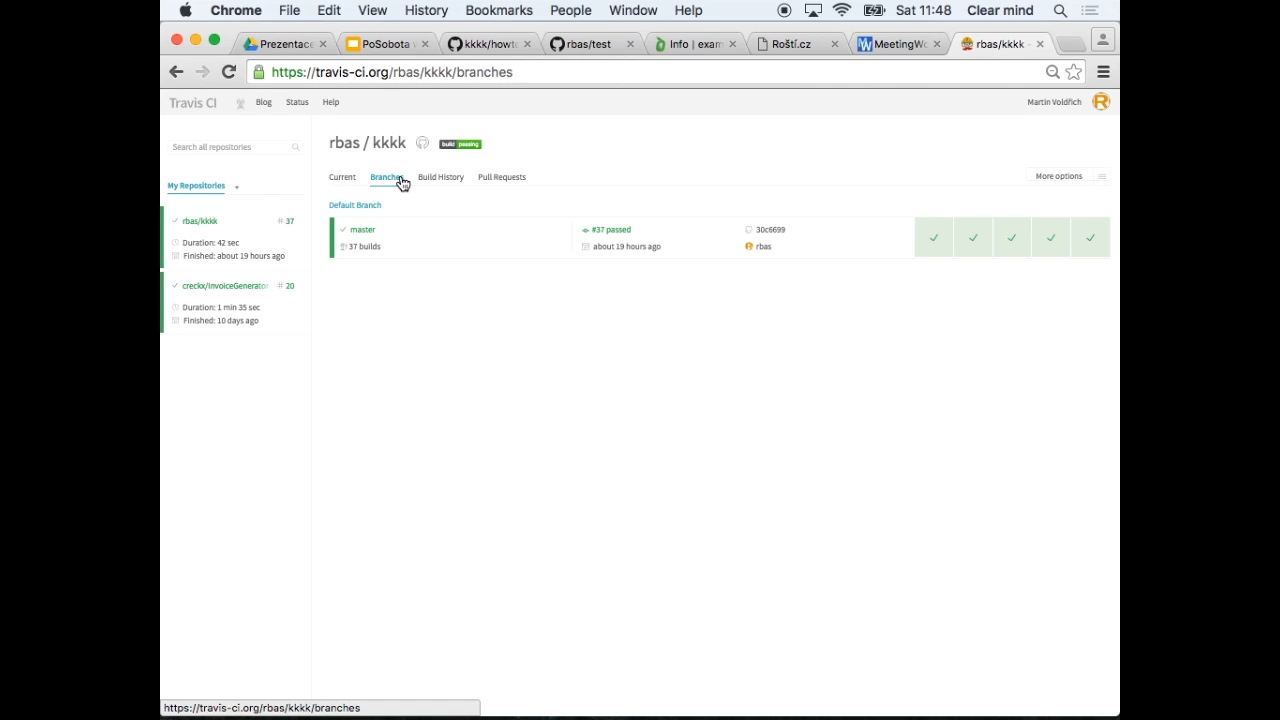 Chrome File Edit View History Bookmarks People Window Help Sat 11:48 Clear mind
Prezentace PoSobota kkkk/howto rbas/test Info | exam Rošti.cz MeetingWo rbas/kkkk
https://travis-ci.org/rbas/kkkk/branches
Travis CI Blog Status Help Martin Voldřich
Search all repositories
My Repositories +
rbas/kkkk # 37
Duration: 42 sec
Finished: about 19 hours ago
creckx/InvoiceGenerator # 20
Duration: 1 min 35 sec
Finished: 10 days ago
rbas / kkkk build passing
Current Branches Build History Pull Requests More options
Default Branch
master #37 passed 30c6699
37 builds about 19 hours ago rbas
https://travis-ci.org/rbas/kkkk/branches